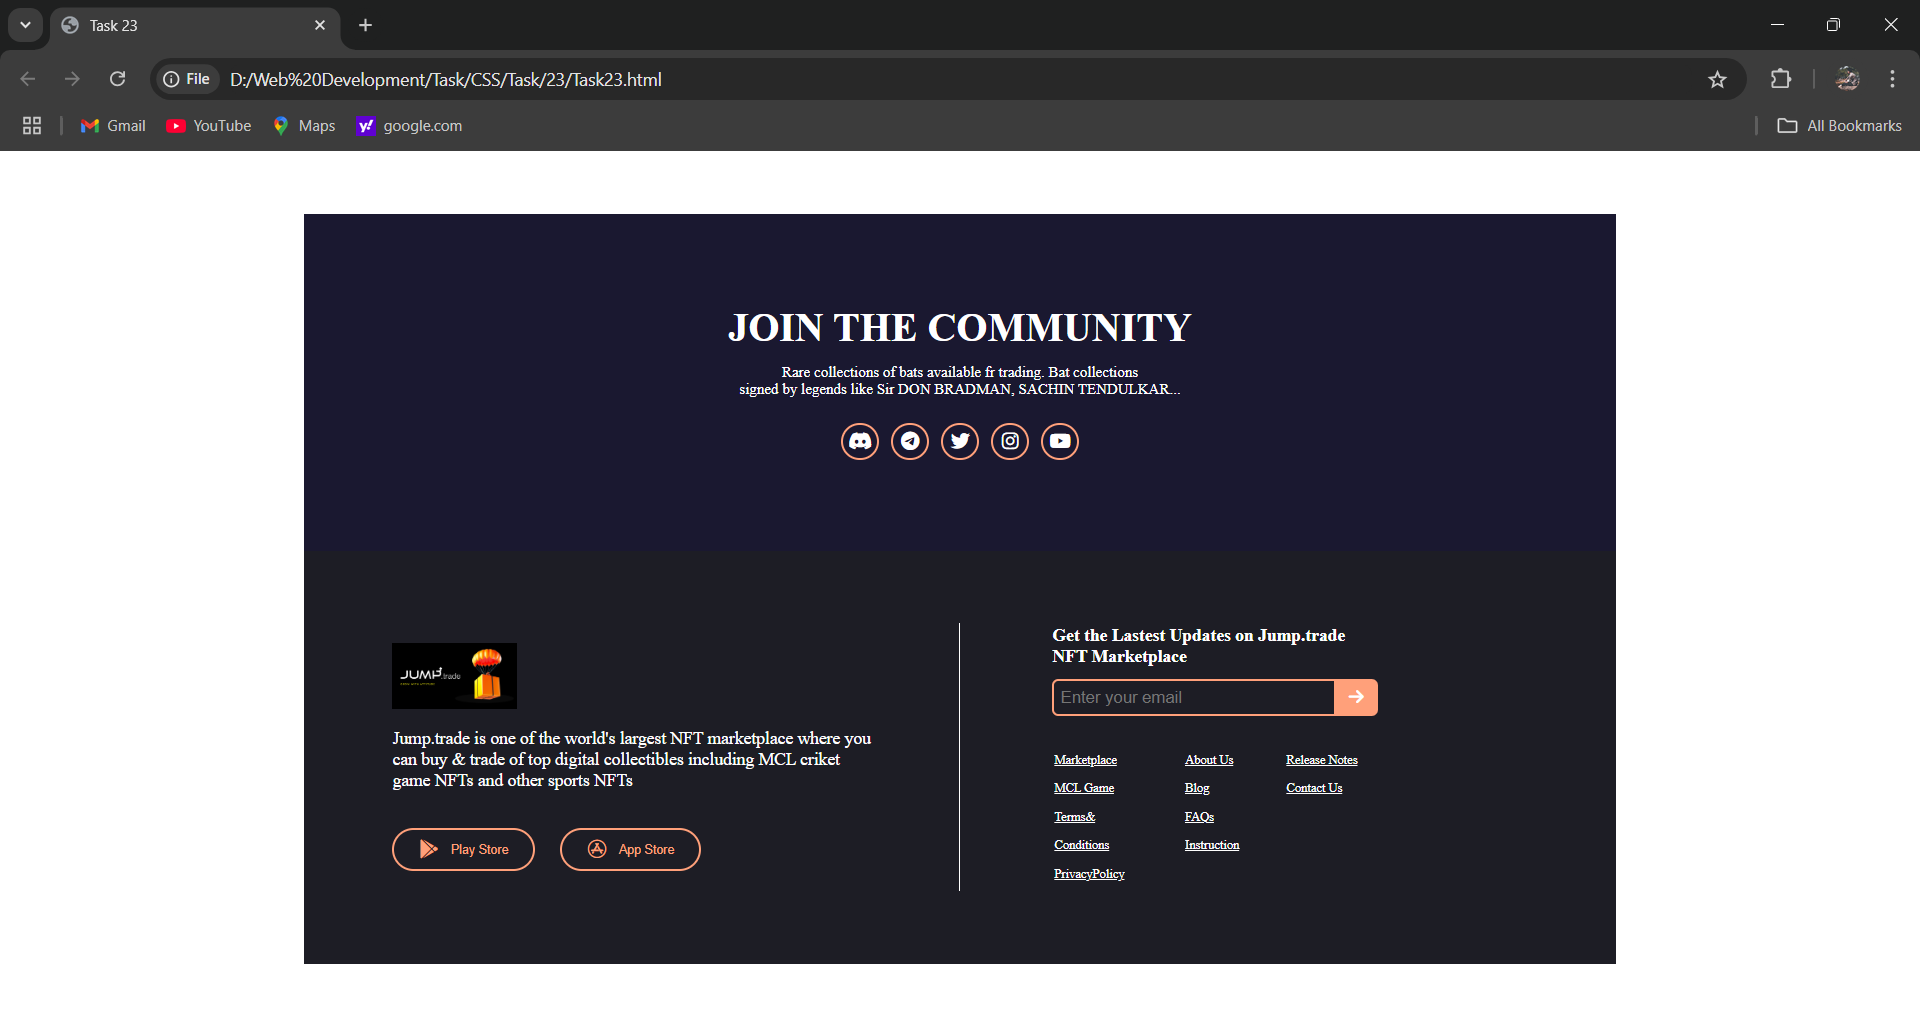 Task 23
File
D:/Web%20Development/Task/CSS/Task/23/Task23.html
Gmail
YouTube
Maps
google.com
All Bookmarks
JOIN THE COMMUNITY
Rare collections of bats available fr trading. Bat collections
signed by legends like Sir DON BRADMAN, SACHIN TENDULKAR...
JUMP.trade
Jump.trade is one of the world's largest NFT marketplace where you
can buy & trade of top digital collectibles including MCL criket
game NFTs and other sports NFTs
Play Store
App Store
Get the Lastest Updates on Jump.trade
NFT Marketplace
Enter your email
Marketplace
MCL Game
Terms&
Conditions
PrivacyPolicy
About Us
Blog
FAQs
Instruction
Release Notes
Contact Us